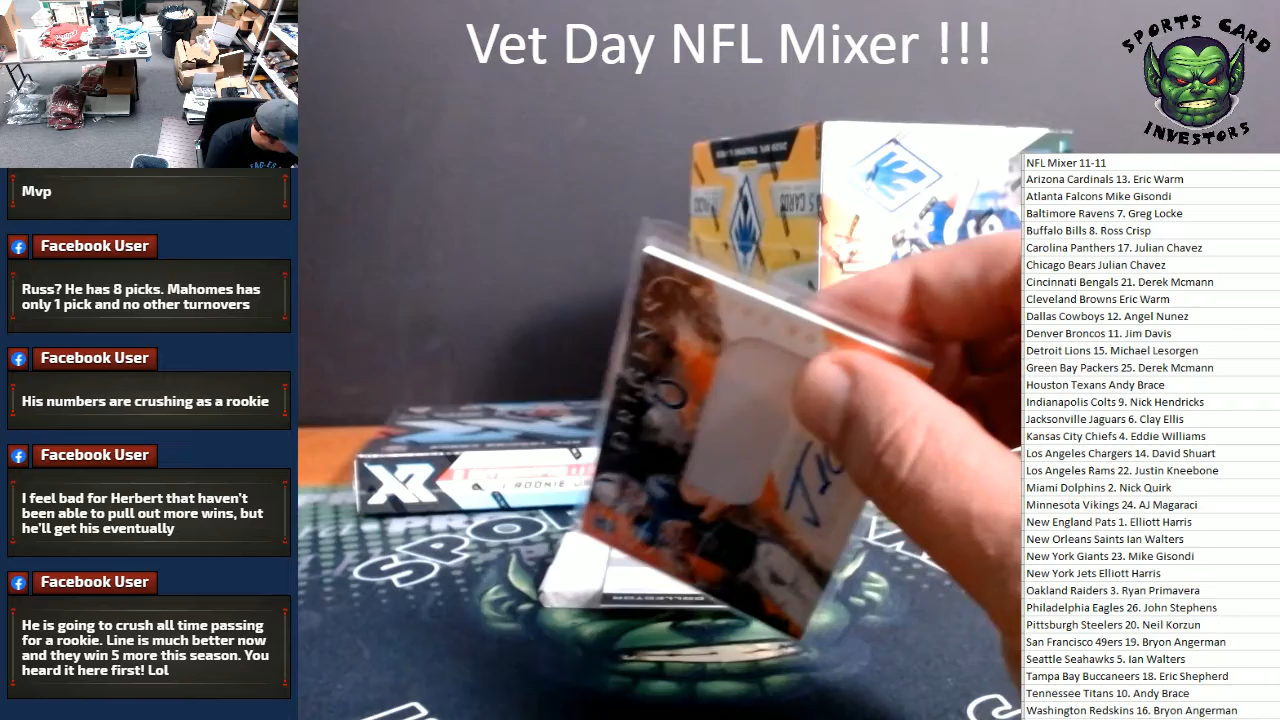 Vet Day NFL Mixer !!!
SPORTS CARD
INVESTORS
Mvp
Facebook User
Russ? He has 8 picks. Mahomes has
only 1 pick and no other turnovers
Facebook User
His numbers are crushing as a rookie
Facebook User
I feel bad for Herbert that haven't
been able to pull out more wins, but
he'll get his eventually
Facebook User
He is going to crush all time passing
for a rookie. Line is much better now
and they win 5 more this season. You
heard it here first! Lol
XR
NFL Mixer 11-11
Arizona Cardinals 13. Eric Warm
Atlanta Falcons Mike Gisondi
Baltimore Ravens 7. Greg Locke
Buffalo Bills 8. Ross Crisp
Carolina Panthers 17. Julian Chavez
Chicago Bears Julian Chavez
Cincinnati Bengals 21. Derek Mcmann
Cleveland Browns Eric Warm
Dallas Cowboys 12. Angel Nunez
Denver Broncos 11. Jim Davis
Detroit Lions 15. Michael Lesorgen
Green Bay Packers 25. Derek Mcmann
Houston Texans Andy Brace
Indianapolis Colts 9. Nick Hendricks
Jacksonville Jaguars 6. Clay Ellis
Kansas City Chiefs 4. Eddie Williams
Los Angeles Chargers 14. David Shuart
Los Angeles Rams 22. Justin Kneebone
Miami Dolphins 2. Nick Quirk
Minnesota Vikings 24. AJ Magaraci
New England Pats 1. Elliott Harris
New Orleans Saints Ian Walters
New York Giants 23. Mike Gisondi
New York Jets Elliott Harris
Oakland Raiders 3. Ryan Primavera
Philadelphia Eagles 26. John Stephens
Pittsburgh Steelers 20. Neil Korzun
San Francisco 49ers 19. Bryon Angerman
Seattle Seahawks 5. Ian Walters
Tampa Bay Buccaneers 18. Eric Shepherd
Tennessee Titans 10. Andy Brace
Washington Redskins 16. Bryon Angerman